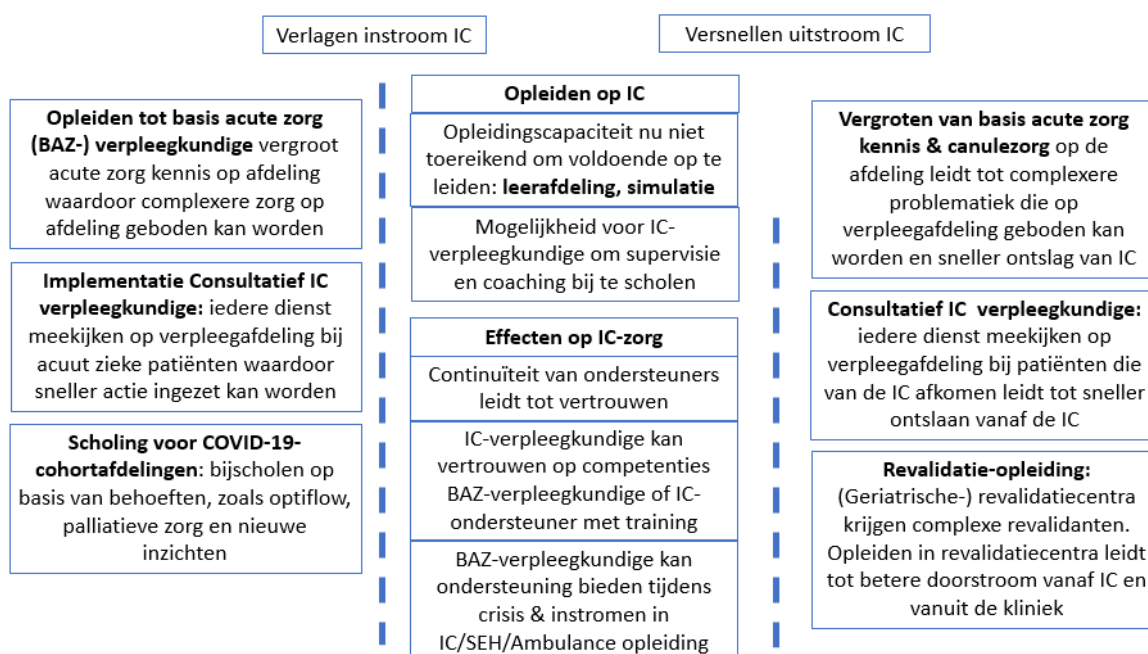 Verlagen instroom IC
Versnellen uitstroom IC
Opleiden tot basis acute zorg
(BAZ-) verpleegkundige vergroot
acute zorg kennis op afdeling
waardoor complexere zorg op
afdeling geboden kan worden
Implementatie Consultatief IC
verpleegkundige: iedere dienst
meekijken op verpleegafdeling bij
acuut zieke patiënten waardoor
sneller actie ingezet kan worden
Scholing voor COVID-19-
cohortafdelingen: bijscholen op
basis van behoeften, zoals optiflow,
palliatieve zorg en nieuwe
inzichten
Opleiden op IC
Opleidingscapaciteit nu niet
toereikend om voldoende op te
leiden: leerafdeling, simulatie
Mogelijkheid voor IC-
verpleegkundige om supervisie
en coaching bij te scholen
Effecten op IC-zorg
Continuïteit van ondersteuners
leidt tot vertrouwen
IC-verpleegkundige kan
vertrouwen op competenties
BAZ-verpleegkundige of IC-
ondersteuner met training
BAZ-verpleegkundige kan
ondersteuning bieden tijdens
crisis & instromen in
IC/SEH/Ambulance opleiding
Vergroten van basis acute zorg
kennis & canulezorg op de
afdeling leidt tot complexere
problematiek die op
verpleegafdeling geboden kan
worden en sneller ontslag van IC
Consultatief IC verpleegkundige:
iedere dienst meekijken op
verpleegafdeling bij patiënten die
van de IC afkomen leidt tot sneller
ontslaan vanaf de IC
Revalidatie-opleiding:
(Geriatrische-) revalidatiecentra
krijgen complexe revalidanten.
Opleiden in revalidatiecentra leidt
tot betere doorstroom vanaf IC en
vanuit de kliniek